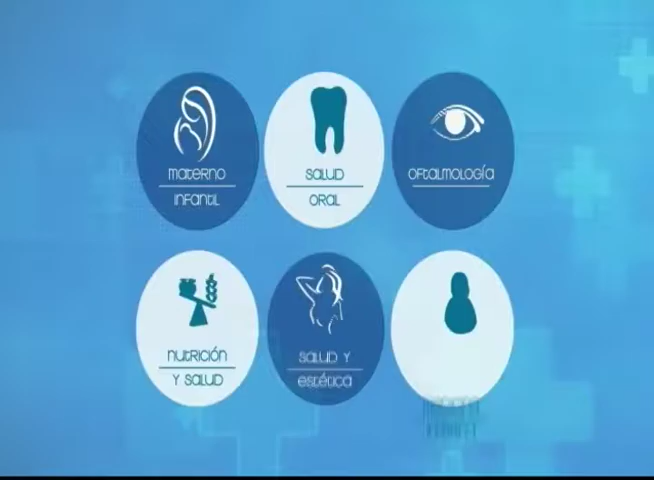 materno
infantil
salud
oral
oftalmología
nutrición
y salud
salud y
estética